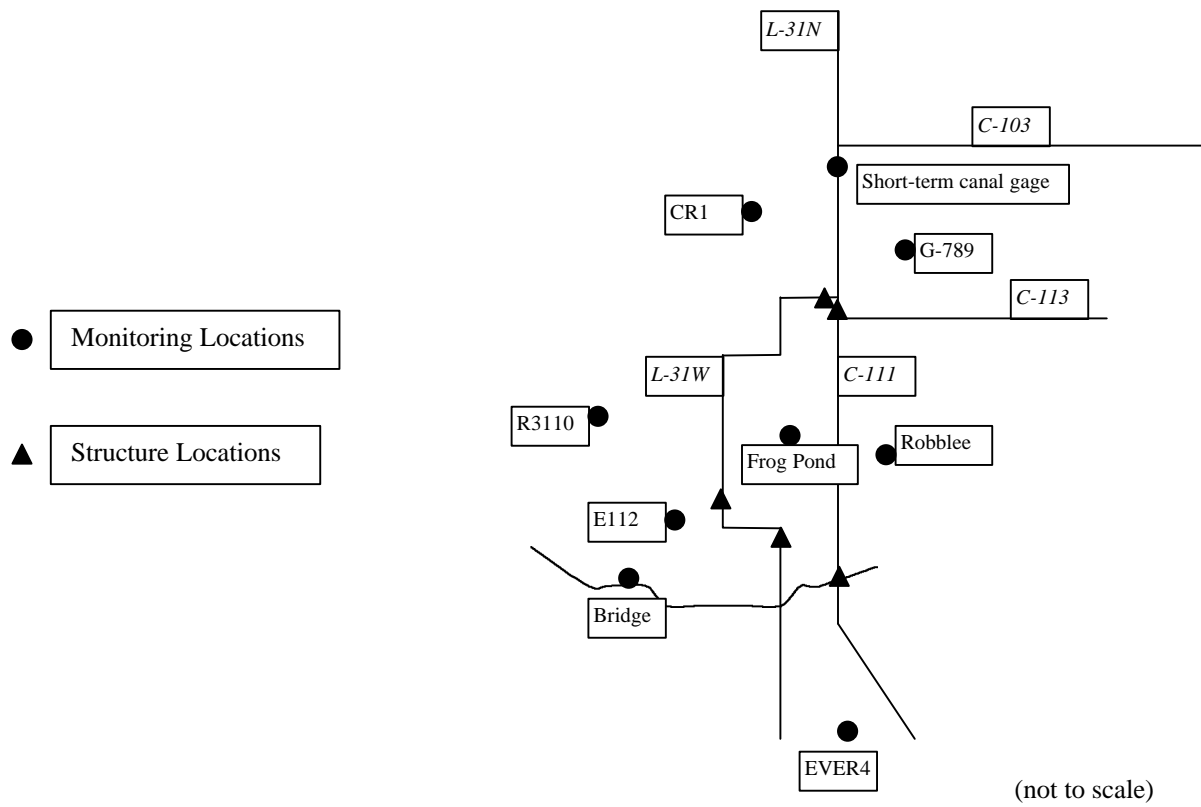 L-31N
C-103
Short-term canal gage
CR1
G-789
C-113
Monitoring Locations
L-31W
C-111
R3110
Structure Locations
Frog Pond
Robblee
E112
Bridge
EVER4
(not to scale)